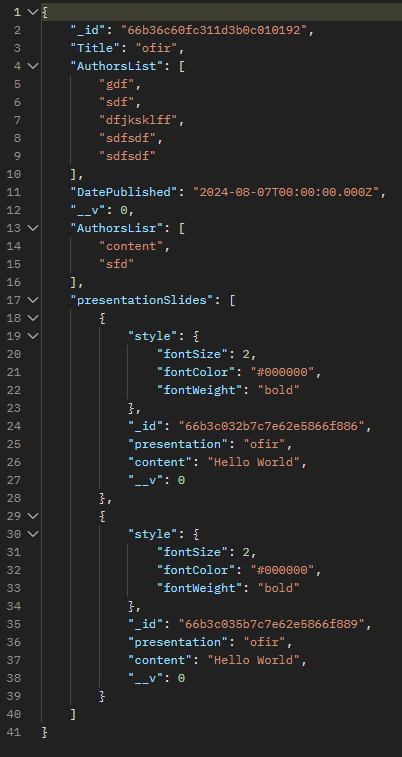 1 {
2 "_id": "66b36c60fc311d3b0c010192",
3 "Title": "ofir",
4 "AuthorsList": [
5 "gdf",
6 "sdf",
7 "dfjksklff",
8 "sdfsdf",
9 "sdfsdf"
10 ],
11 "DatePublished": "2024-08-07T00:00:00.000Z",
12 "__v": 0,
13 "AuthorsLisr": [
14 "content",
15 "sfd"
16 ],
17 "presentationSlides": [
18 {
19 "style": {
20 "fontSize": 2,
21 "fontColor": "#000000",
22 "fontWeight": "bold"
23 },
24 "_id": "66b3c032b7c7e62e5866f886",
25 "presentation": "ofir",
26 "content": "Hello World",
27 "__v": 0
28 },
29 {
30 "style": {
31 "fontSize": 2,
32 "fontColor": "#000000",
33 "fontWeight": "bold"
34 },
35 "_id": "66b3c035b7c7e62e5866f889",
36 "presentation": "ofir",
37 "content": "Hello World",
38 "__v": 0
39 }
40 ]
41 }